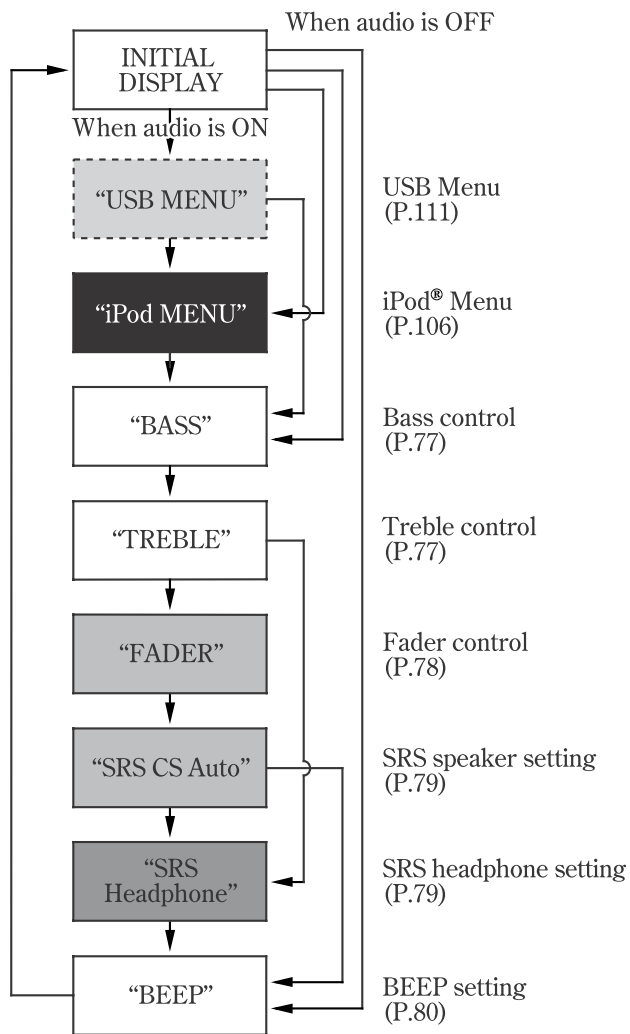 When audio is OFF
INITIAL
DISPLAY
When audio is ON
“USB MENU”
USB Menu
(P.111)
“iPod MENU”
iPod® Menu
(P.106)
“BASS”
Bass control
(P.77)
“TREBLE”
Treble control
(P.77)
“FADER”
Fader control
(P.78)
“SRS CS Auto”
SRS speaker setting
(P.79)
“SRS
Headphone”
SRS headphone setting
(P.79)
“BEEP”
BEEP setting
(P.80)